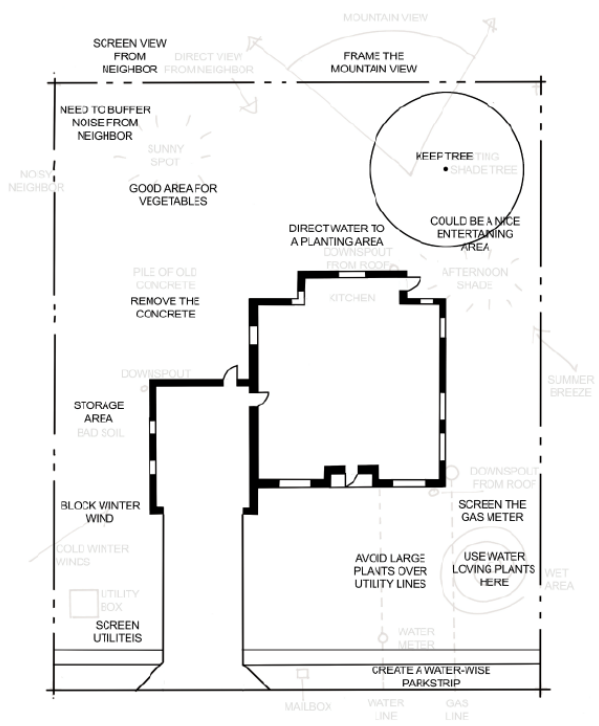 MOUNTAIN VIEW
SCREEN VIEW
FROM
NEIGHBOR
DIRECT VIEW
FROM NEIGHBOR
FRAME THE
MOUNTAIN VIEW
NEED TO BUFFER
NOISE FROM
NEIGHBOR
SUNNY
SPOT
NOISY
NEIGHBOR
KEEP TREE
SHADE TREE
GOOD AREA FOR
VEGETABLES
COULD BE A NICE
ENTERTAINING
AREA
DIRECT WATER TO
A PLANTING AREA
DOWNSPOUT
FROM ROOF
PILE OF OLD
CONCRETE
AFTERNOON
SHADE
KITCHEN
REMOVE THE
CONCRETE
SUMMER
BREEZE
DOWNSPOUT
STORAGE
AREA
BAD SOIL
DOWNSPOUT
FROM ROOF
BLOCK WINTER
WIND
SCREEN THE
GAS METER
COLD WINTER
WINDS
AVOID LARGE
PLANTS OVER
UTILITY LINES
USE WATER
LOVING PLANTS
HERE
WET
AREA
UTILITY
BOX
SCREEN
UTILITEIS
WATER
METER
CREATE A WATER-WISE
PARKSTRIP
MAILBOX
WATER
LINE
GAS
LINE